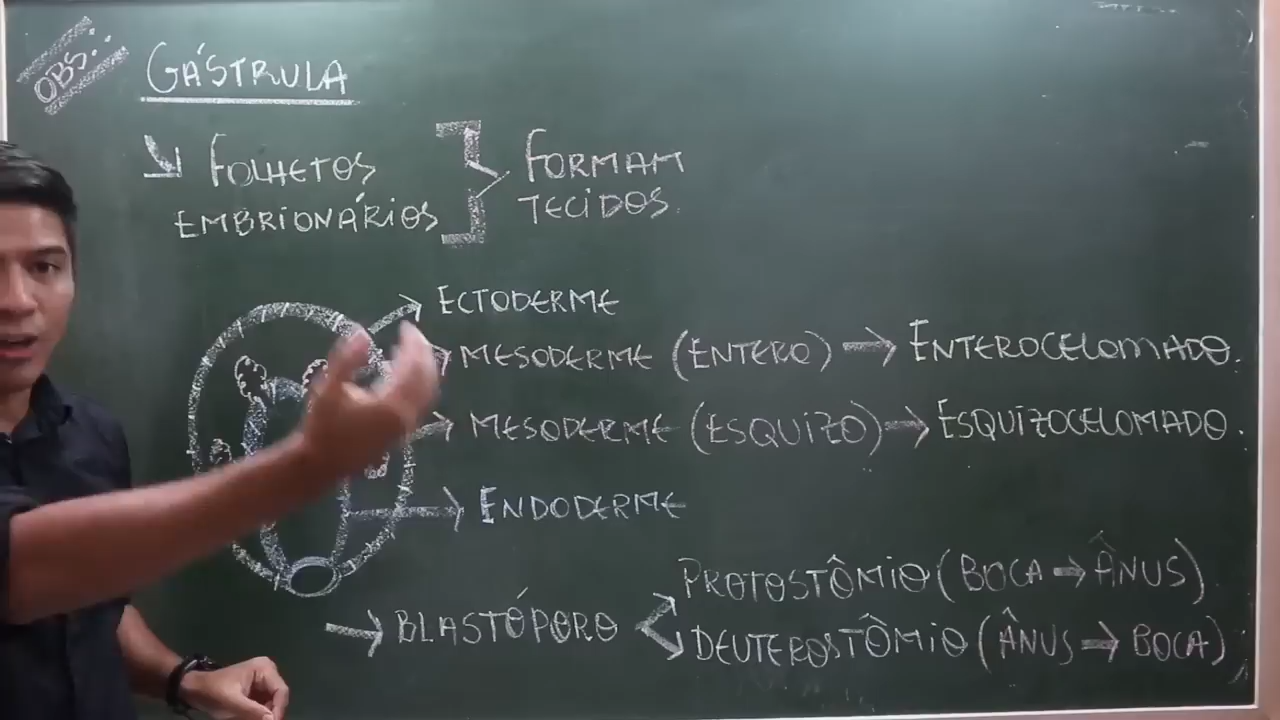 OBS:.
GÁSTRULA
FOLHETOS
EMBRIONÁRIOS
FORMAM
TECIDOS.
ECTODERME
MESODERME (ENTERO) → ENTEROCELOMADO.
MESODERME (ESQUIZO) → ESQUIZOCELOMADO.
ENDODERME
→ BLASTÓPORO
PROTOSTÔMIO (BOCA → ÂNUS)
DEUTEROSTÔMIO (ÂNUS → BOCA)